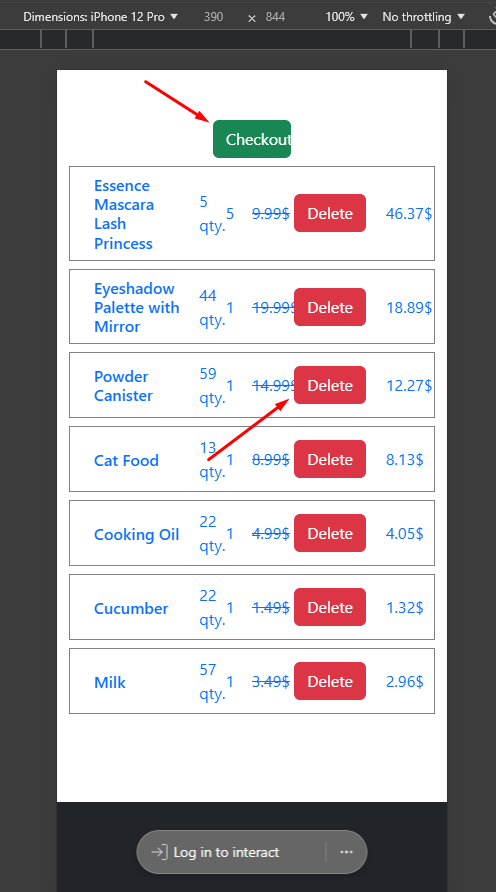 Dimensions: iPhone 12 Pro ▼ 390 × 844 100% ▼ No throttling ▼
Checkout
Essence
Mascara
Lash
Princess
5
qty.
5 9.99$ Delete 46.37$
Eyeshadow
Palette with
Mirror
44
qty.
1 19.99$ Delete 18.89$
Powder
Canister
59
qty.
1 14.99$ Delete 12.27$
Cat Food
13
qty.
1 8.99$ Delete 8.13$
Cooking Oil
22
qty.
1 4.99$ Delete 4.05$
Cucumber
22
qty.
1 1.49$ Delete 1.32$
Milk
57
qty.
1 3.49$ Delete 2.96$
Log in to interact